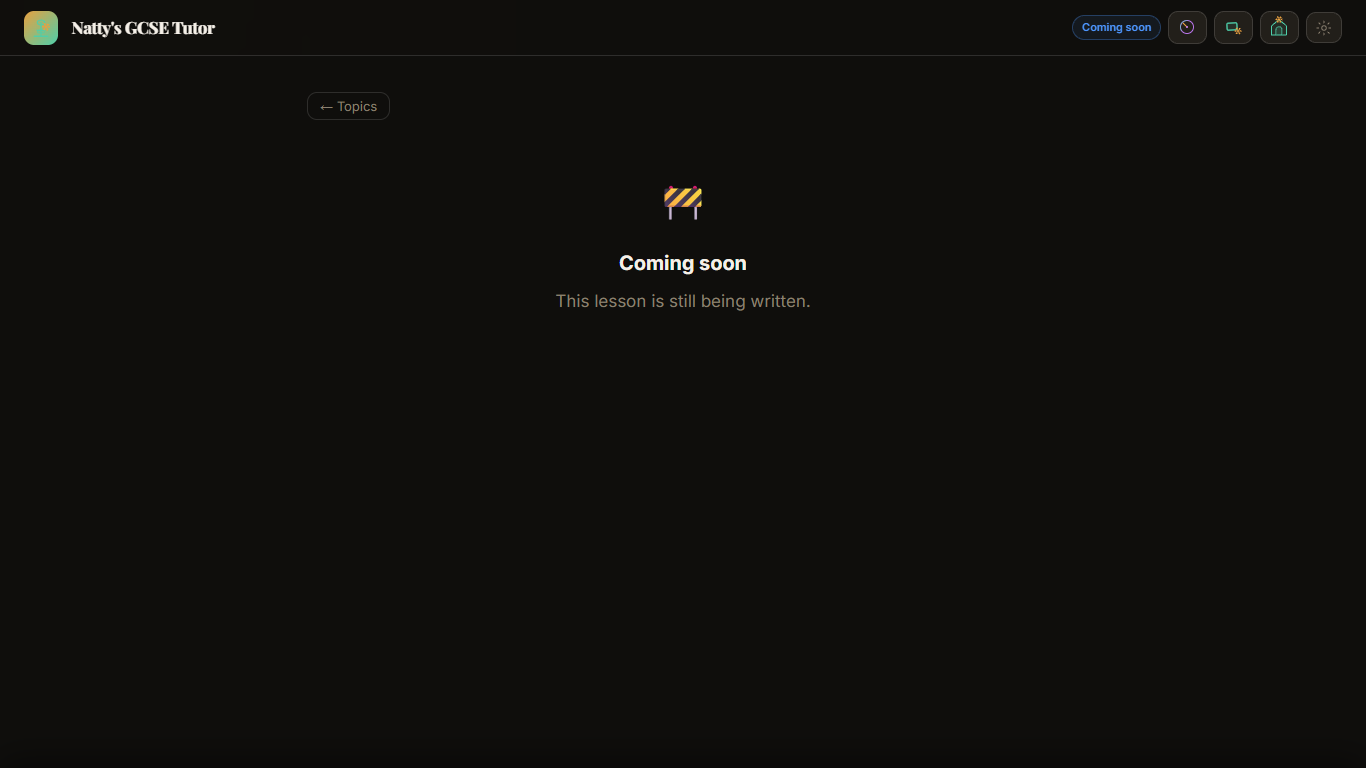 Natty's GCSE Tutor
Coming soon
← Topics
Coming soon
This lesson is still being written.